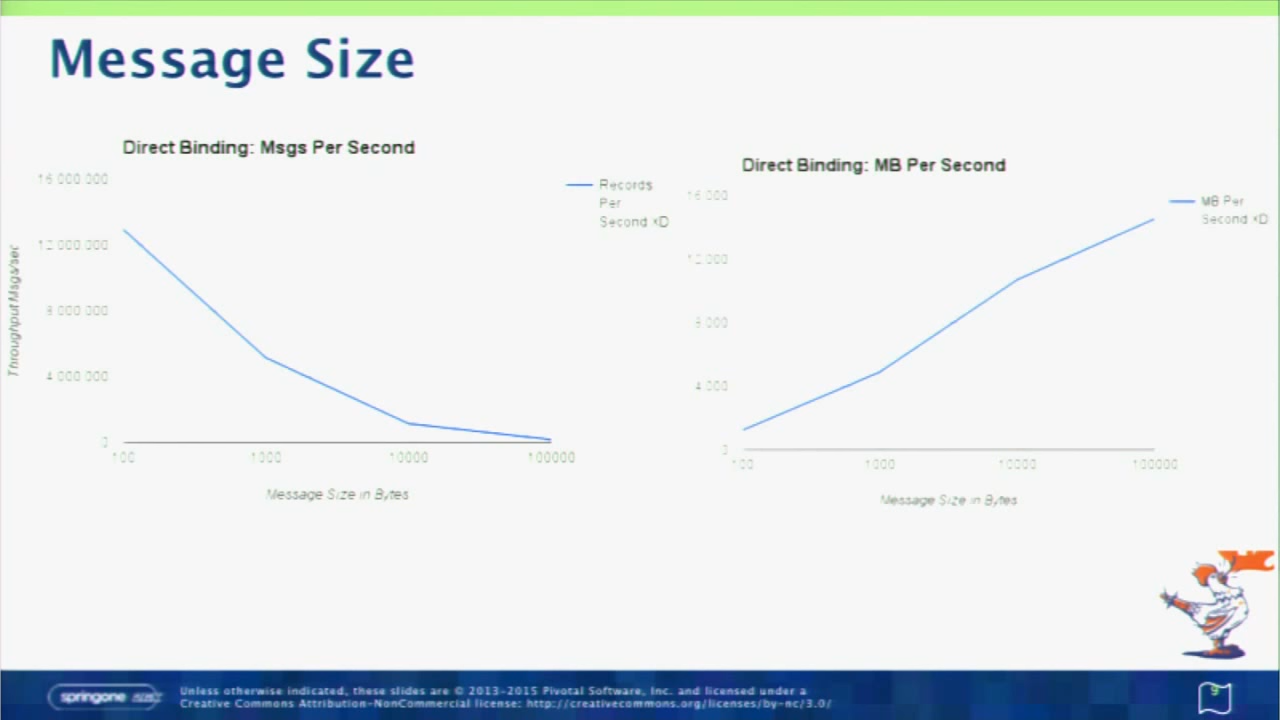 Message Size
Direct Binding: Msgs Per Second
16 000 000
12 000 000
8 000 000
4 000 000
0
Throughput Msgs/sec
100
1000
10000
100000
Message Size in Bytes
Records
Per
Second XD
Direct Binding: MB Per Second
16 000
12 000
8 000
4 000
0
100
1000
10000
100000
Message Size in Bytes
MB Per
Second XD
springone
Unless otherwise indicated, these slides are © 2013-2015 Pivotal Software, Inc. and licensed under a
Creative Commons Attribution-NonCommercial license: http://creativecommons.org/licenses/by-nc/3.0/
9